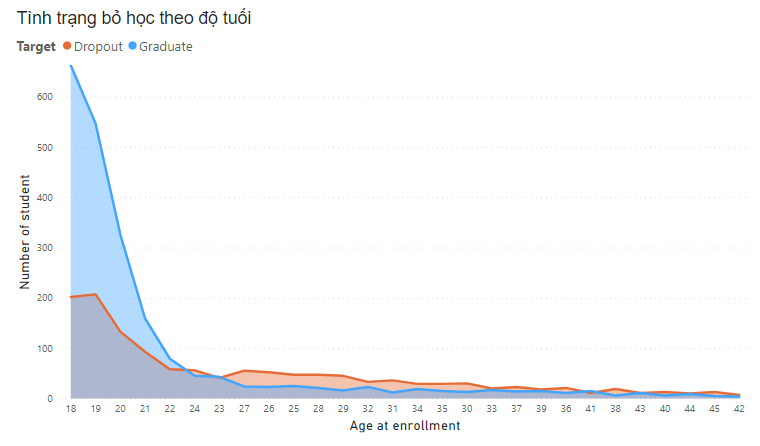 Tình trạng bỏ học theo độ tuổi
Target Dropout Graduate
600
500
400
300
200
100
0
Number of student
18 19 20 21 22 24 23 27 26 25 28 29 32 31 34 35 30 33 37 39 36 41 38 43 40 44 45 42
Age at enrollment